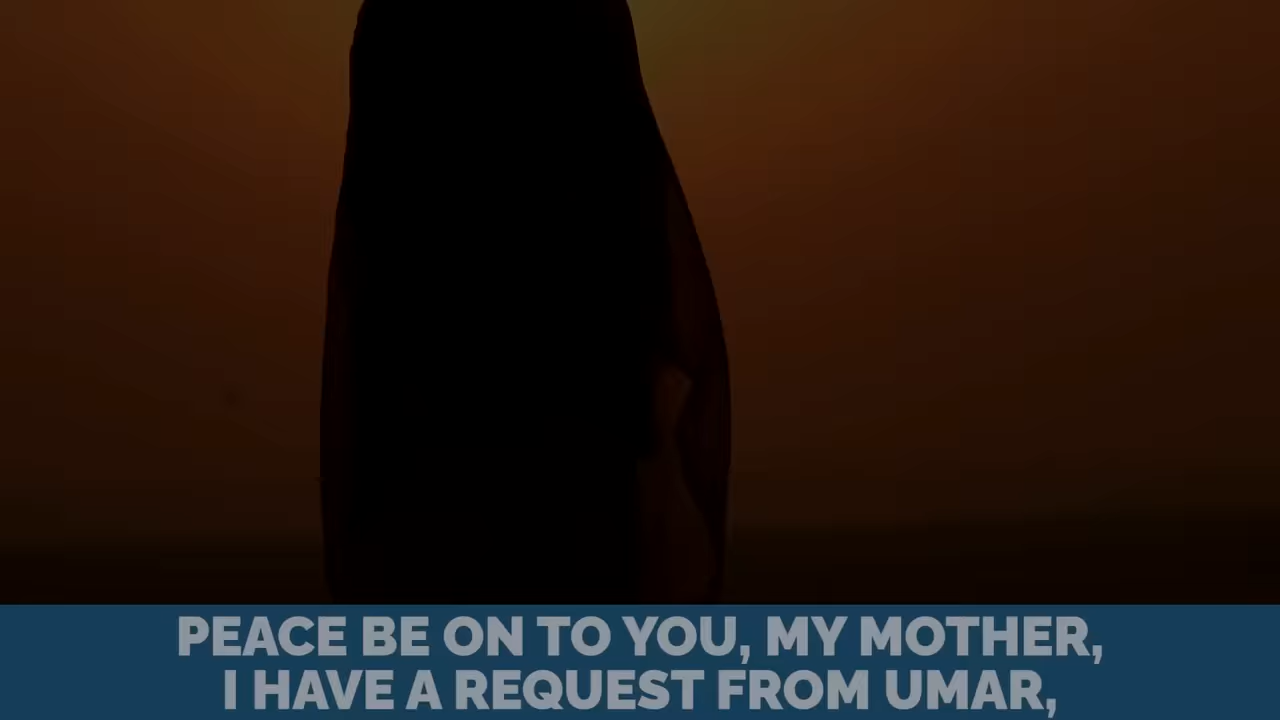 PEACE BE ON TO YOU, MY MOTHER,
I HAVE A REQUEST FROM UMAR,